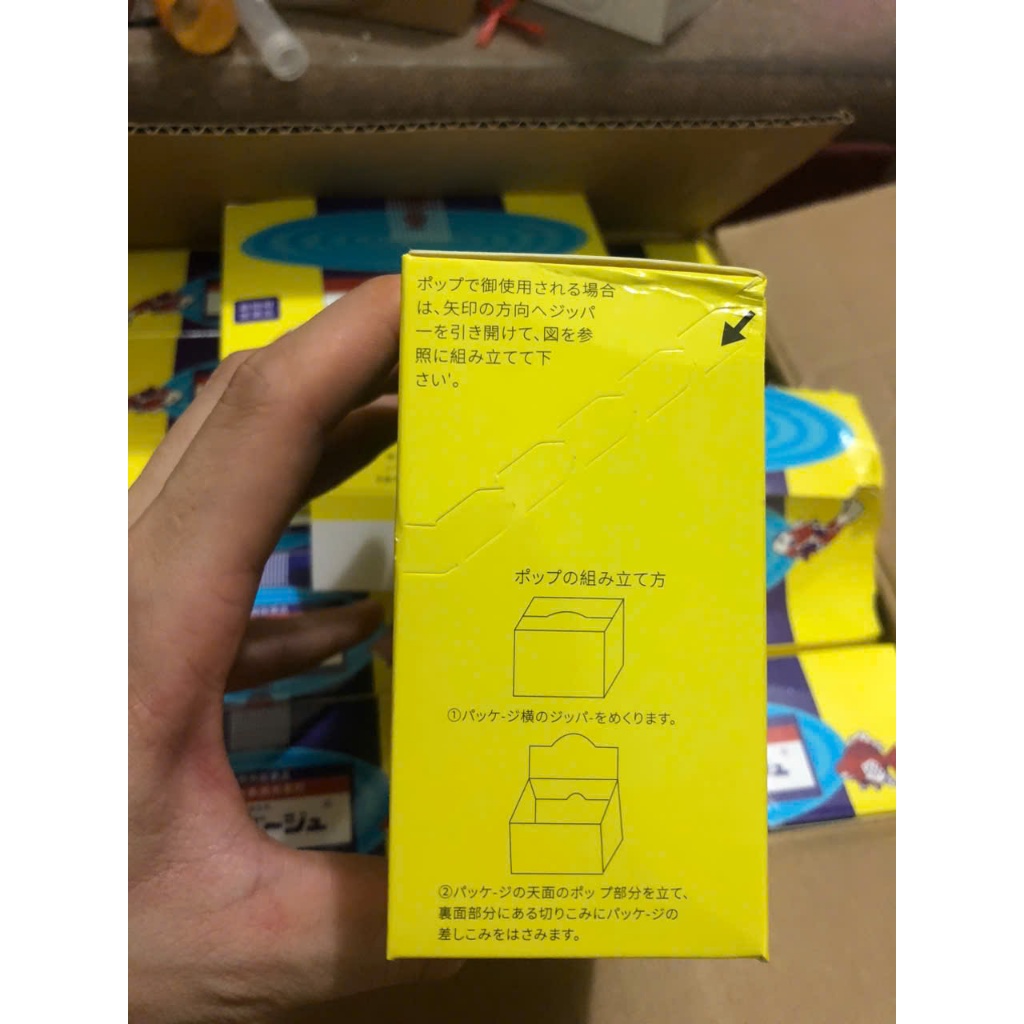 ポップで御使用される場合
は、矢印の方向へジッパ
ーを引き開けて、図を参
照に組み立てて下
さい'。
ポップの組み立て方
①パッケ-ジ横のジッパ-をめくります。
②パッケ-ジの天面のポップ部分を立て、
裏面部分にある切りこみにパッケ-ジの
差しこみをはさみます。
ージュ